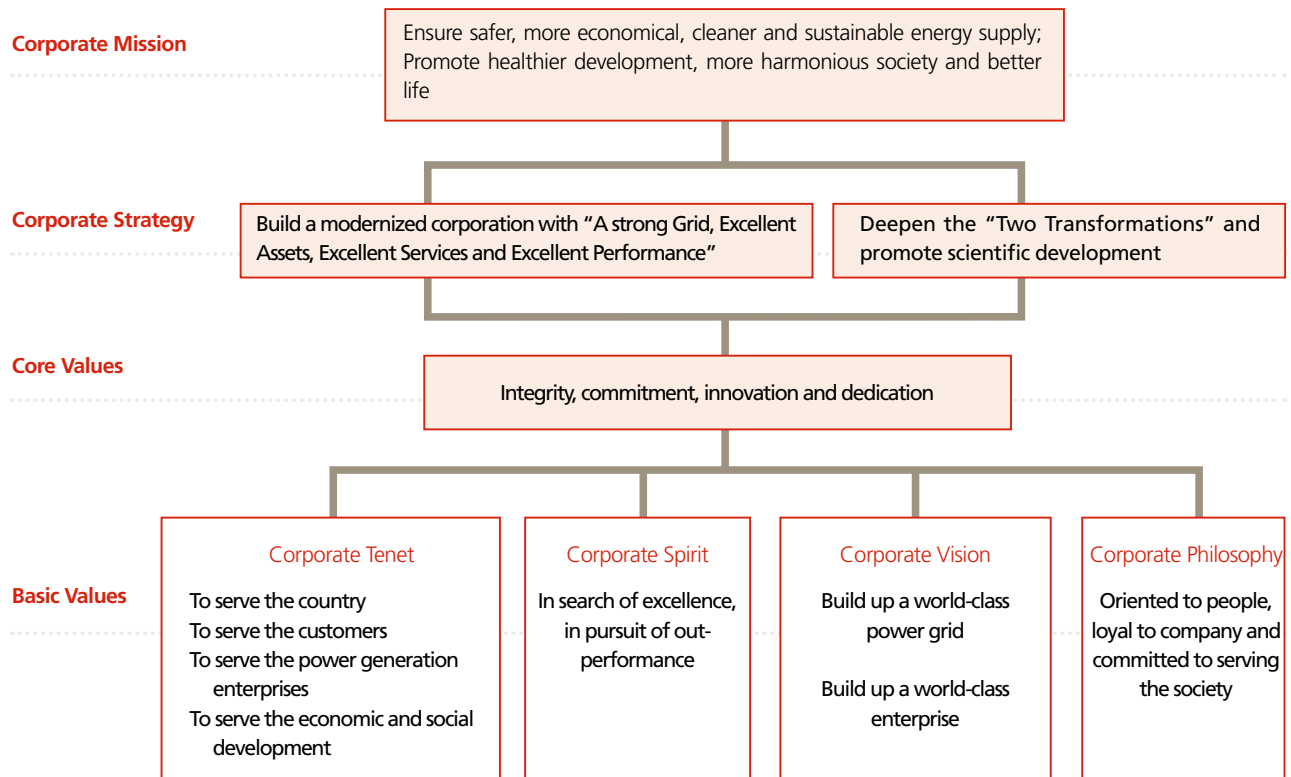 Corporate Mission
Ensure safer, more economical, cleaner and sustainable energy supply;
Promote healthier development, more harmonious society and better
life
Corporate Strategy
Build a modernized corporation with “A strong Grid, Excellent
Assets, Excellent Services and Excellent Performance”
Deepen the “Two Transformations” and
promote scientific development
Core Values
Integrity, commitment, innovation and dedication
Basic Values
Corporate Tenet
To serve the country
To serve the customers
To serve the power generation
enterprises
To serve the economic and social
development
Corporate Spirit
In search of excellence,
in pursuit of out-
performance
Corporate Vision
Build up a world-class
power grid
Build up a world-class
enterprise
Corporate Philosophy
Oriented to people,
loyal to company and
committed to serving
the society